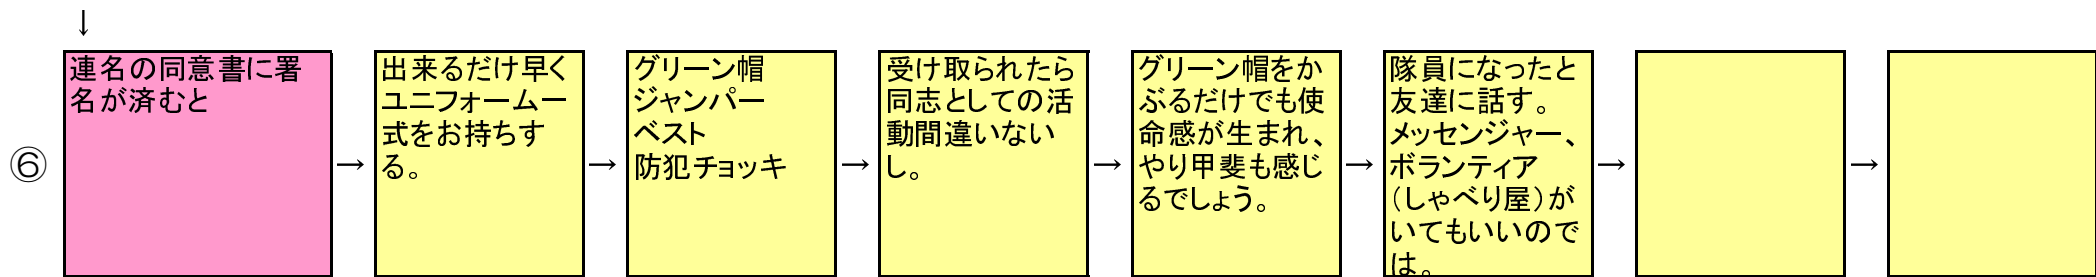 ↓
⑥
連名の同意書に署
名が済むと
→
出来るだけ早く
ユニフォーム一
式をお持ちす
る。
→
グリーン帽
ジャンパー
ベスト
防犯チョッキ
→
受け取られたら
同志としての活
動間違いない
し。
→
グリーン帽をか
ぶるだけでも使
命感が生まれ、
やり甲斐も感じ
るでしょう。
→
隊員になったと
友達に話す。
メッセンジャー、
ボランティア
（しゃべり屋）が
いてもいいので
は。
→
→